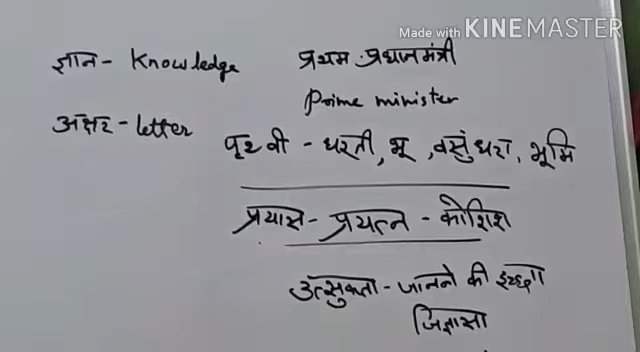 Made with KINEMASTER
ज्ञान - Knowledge
प्रथम प्रधानमंत्री
Prime minister
अक्षर - letter
पृथ्वी - धरती, भू, वसुंधरा, भूमि
प्रयास - प्रयत्न - कोशिश
उत्सुकता - जानने की इच्छा
जिज्ञासा